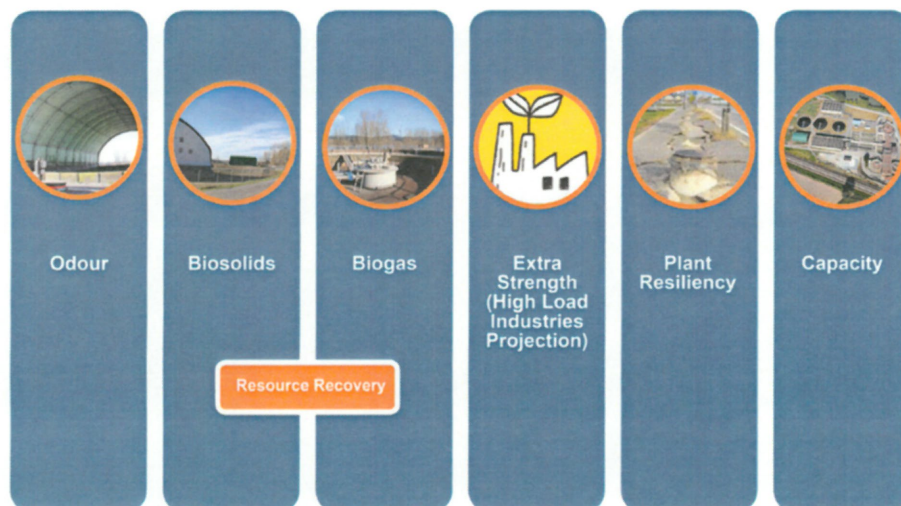 Odour
Biosolids
Biogas
Extra
Strength
(High Load
Industries
Projection)
Plant
Resiliency
Capacity
Resource Recovery